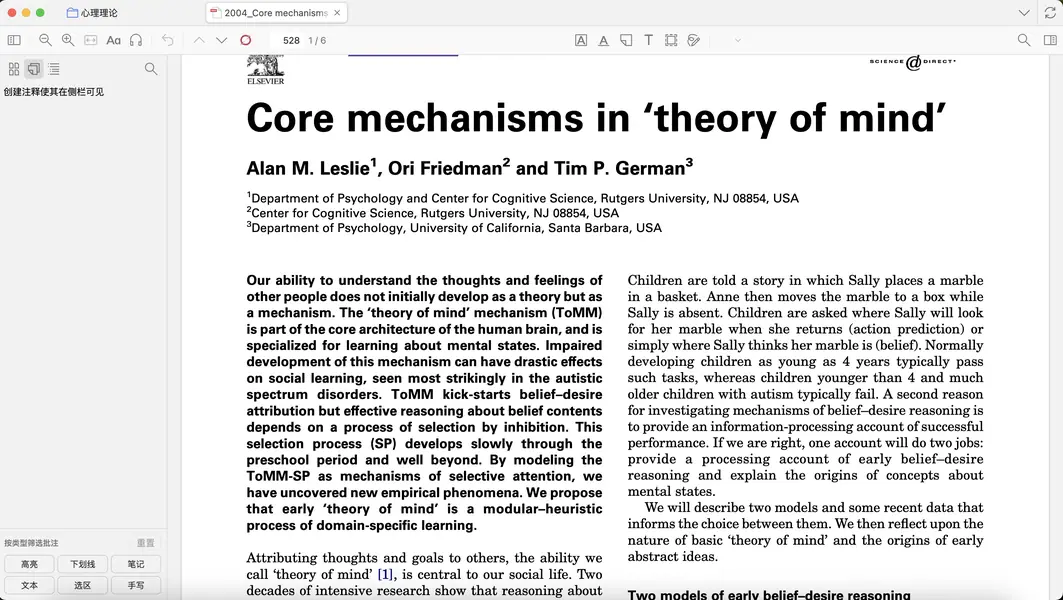 心理理论
2004_Core mechanisms
Aa
528 1 / 6
A A T
创建注释使其在侧栏可见
ELSEVIER
SCIENCE @ DIRECT•
Core mechanisms in ‘theory of mind’
Alan M. Leslie1, Ori Friedman2 and Tim P. German3
1Department of Psychology and Center for Cognitive Science, Rutgers University, NJ 08854, USA
2Center for Cognitive Science, Rutgers University, NJ 08854, USA
3Department of Psychology, University of California, Santa Barbara, USA
Our ability to understand the thoughts and feelings of
other people does not initially develop as a theory but as
a mechanism. The ‘theory of mind’ mechanism (ToMM)
is part of the core architecture of the human brain, and is
specialized for learning about mental states. Impaired
development of this mechanism can have drastic effects
on social learning, seen most strikingly in the autistic
spectrum disorders. ToMM kick-starts belief–desire
attribution but effective reasoning about belief contents
depends on a process of selection by inhibition. This
selection process (SP) develops slowly through the
preschool period and well beyond. By modeling the
ToMM-SP as mechanisms of selective attention, we
have uncovered new empirical phenomena. We propose
that early ‘theory of mind’ is a modular–heuristic
process of domain-specific learning.
Attributing thoughts and goals to others, the ability we
call ‘theory of mind’ [1], is central to our social life. Two
decades of intensive research show that reasoning about
Children are told a story in which Sally places a marble
in a basket. Anne then moves the marble to a box while
Sally is absent. Children are asked where Sally will look
for her marble when she returns (action prediction) or
simply where Sally thinks her marble is (belief). Normally
developing children as young as 4 years typically pass
such tasks, whereas children younger than 4 and much
older children with autism typically fail. A second reason
for investigating mechanisms of belief–desire reasoning is
to provide an information-processing account of successful
performance. If we are right, one account will do two jobs:
provide a processing account of early belief–desire
reasoning and explain the origins of concepts about
mental states.
We will describe two models and some recent data that
informs the choice between them. We then reflect upon the
nature of basic ‘theory of mind’ and the origins of early
abstract ideas.
Two models of early belief–desire reasoning
按类型筛选批注 重置
高亮 下划线 笔记
文本 选区 手写